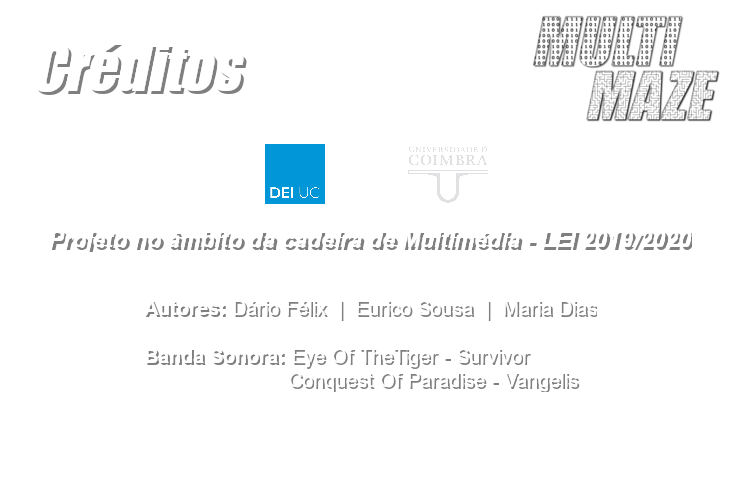 Créditos
MULTI
MAZE
DEI UC
UNIVERSIDADE D
COIMBRA
Projeto no âmbito da cadeira de Multimédia - LEI 2019/2020
Autores: Dário Félix | Eurico Sousa | Maria Dias
Banda Sonora: Eye Of TheTiger - Survivor
Conquest Of Paradise - Vangelis